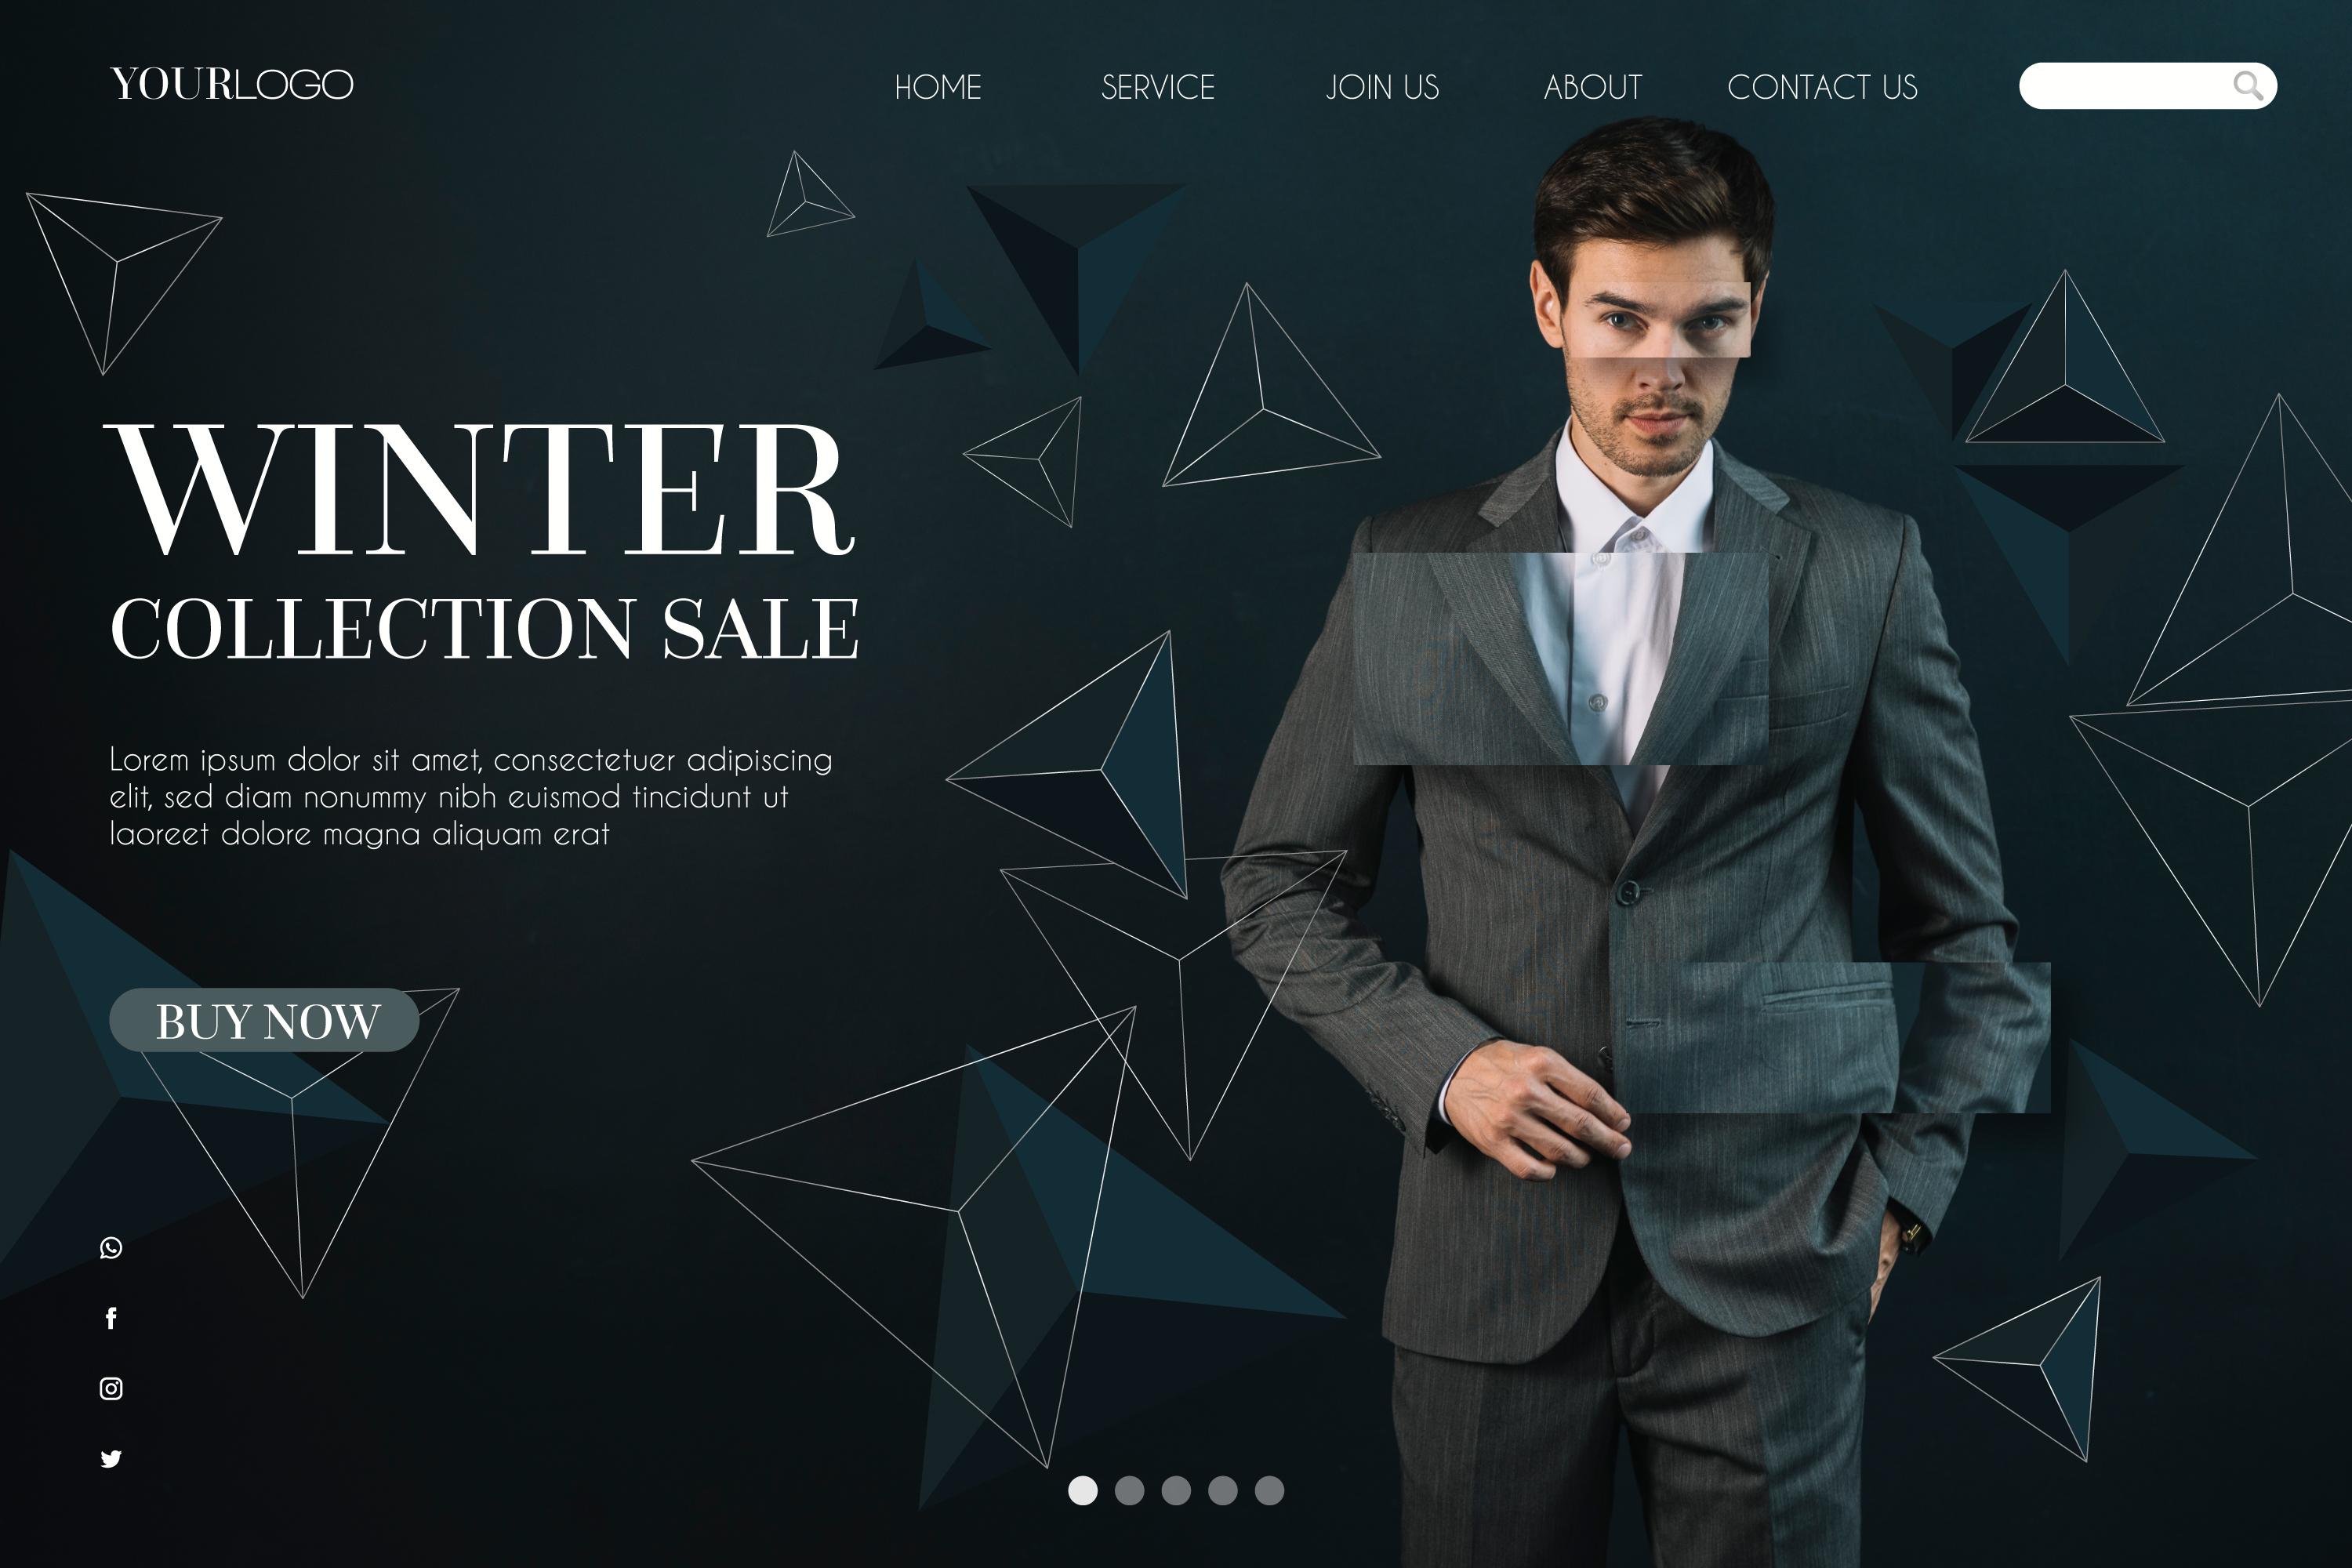 YOURLOGO
HOME SERVICE JOIN US ABOUT CONTACT US
WINTER
COLLECTION SALE
Lorem ipsum dolor sit amet, consectetuer adipiscing
elit, sed diam nonummy nibh euismod tincidunt ut
laoreet dolore magna aliquam erat
BUY NOW